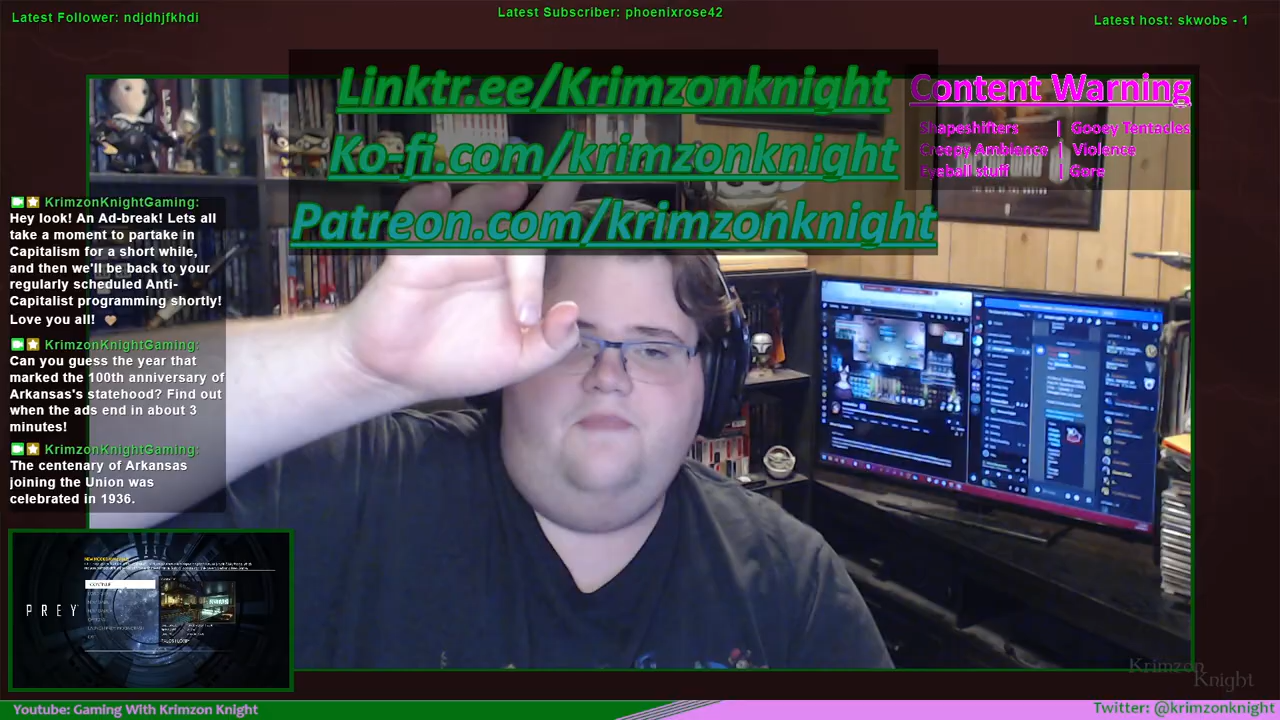 Latest Follower: ndjdhjfkhdi
Latest Subscriber: phoenixrose42
Latest host: skwobs - 1
Linktr.ee/Krimzonknight
Ko-fi.com/krimzonknight
Patreon.com/krimzonknight
Content Warning
Shapeshifters | Gooey Tentacles
Creepy Ambience | Violence
Eyeball stuff | Gore
KrimzonKnightGaming:
Hey look! An Ad-break! Lets all
take a moment to partake in
Capitalism for a short while,
and then we'll be back to your
regularly scheduled Anti-
Capitalist programming shortly!
Love you all!
KrimzonKnightGaming:
Can you guess the year that
marked the 100th anniversary of
Arkansas's statehood? Find out
when the ads end in about 3
minutes!
KrimzonKnightGaming:
The centenary of Arkansas
joining the Union was
celebrated in 1936.
PREY
CONTINUE
Krimzon
Knight
Youtube: Gaming With Krimzon Knight
Twitter: @krimzonknight